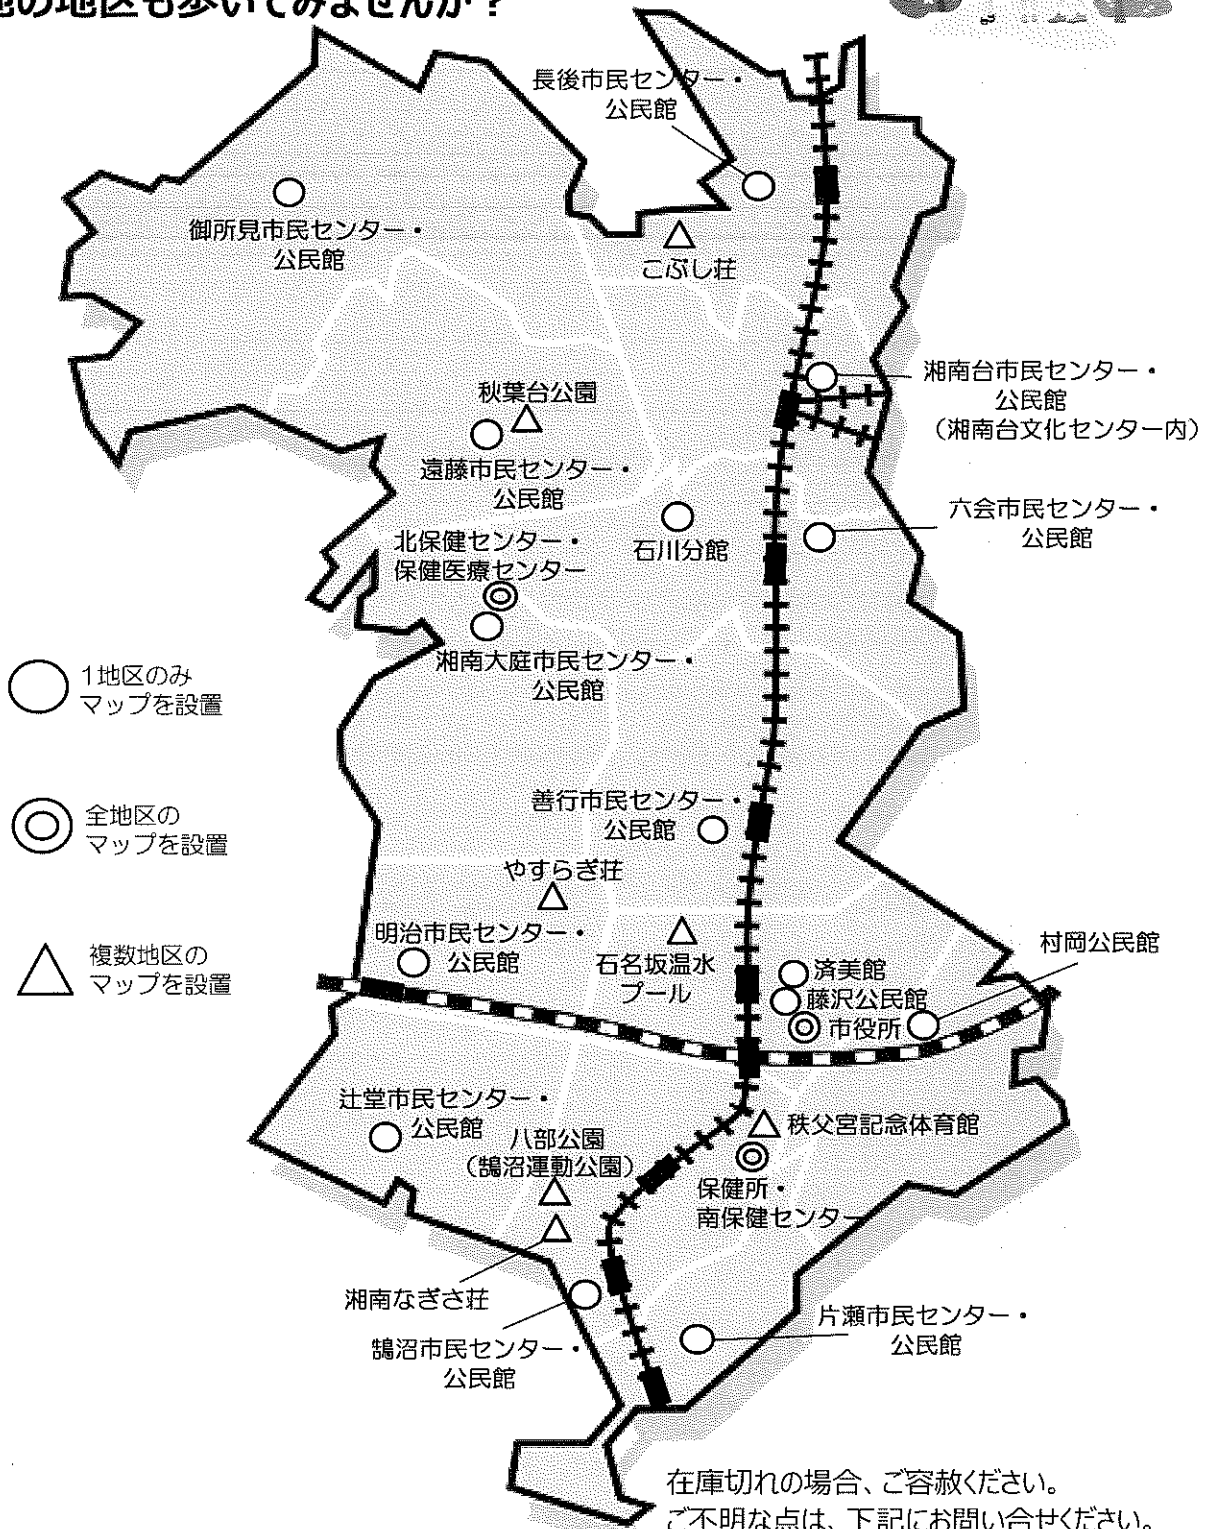 他の地区も歩いてみませんか？
長後市民センター・
公民館
御所見市民センター・
公民館
こぶし荘
湘南台市民センター・
公民館
（湘南台文化センター内）
秋葉台公園
遠藤市民センター・
公民館
六会市民センター・
公民館
石川分館
北保健センター・
保健医療センター
湘南大庭市民センター・
公民館
1地区のみ
マップを設置
全地区の
マップを設置
複数地区の
マップを設置
善行市民センター・
公民館
やすらぎ荘
明治市民センター・
公民館
石名坂温水
プール
村岡公民館
済美館
藤沢公民館
市役所
辻堂市民センター・
公民館
八部公園
（鵠沼運動公園）
秩父宮記念体育館
保健所・
南保健センター
湘南なぎさ荘
鵠沼市民センター・
公民館
片瀬市民センター・
公民館
在庫切れの場合、ご容赦ください。
ご不明な点は、下記にお問い合せください。